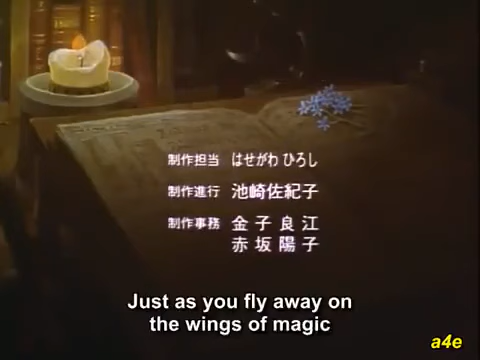 制作担当 はせがわ ひろし
制作進行 池崎佐紀子
制作事務 金子良江
赤坂陽子
Just as you fly away on
the wings of magic
a4e